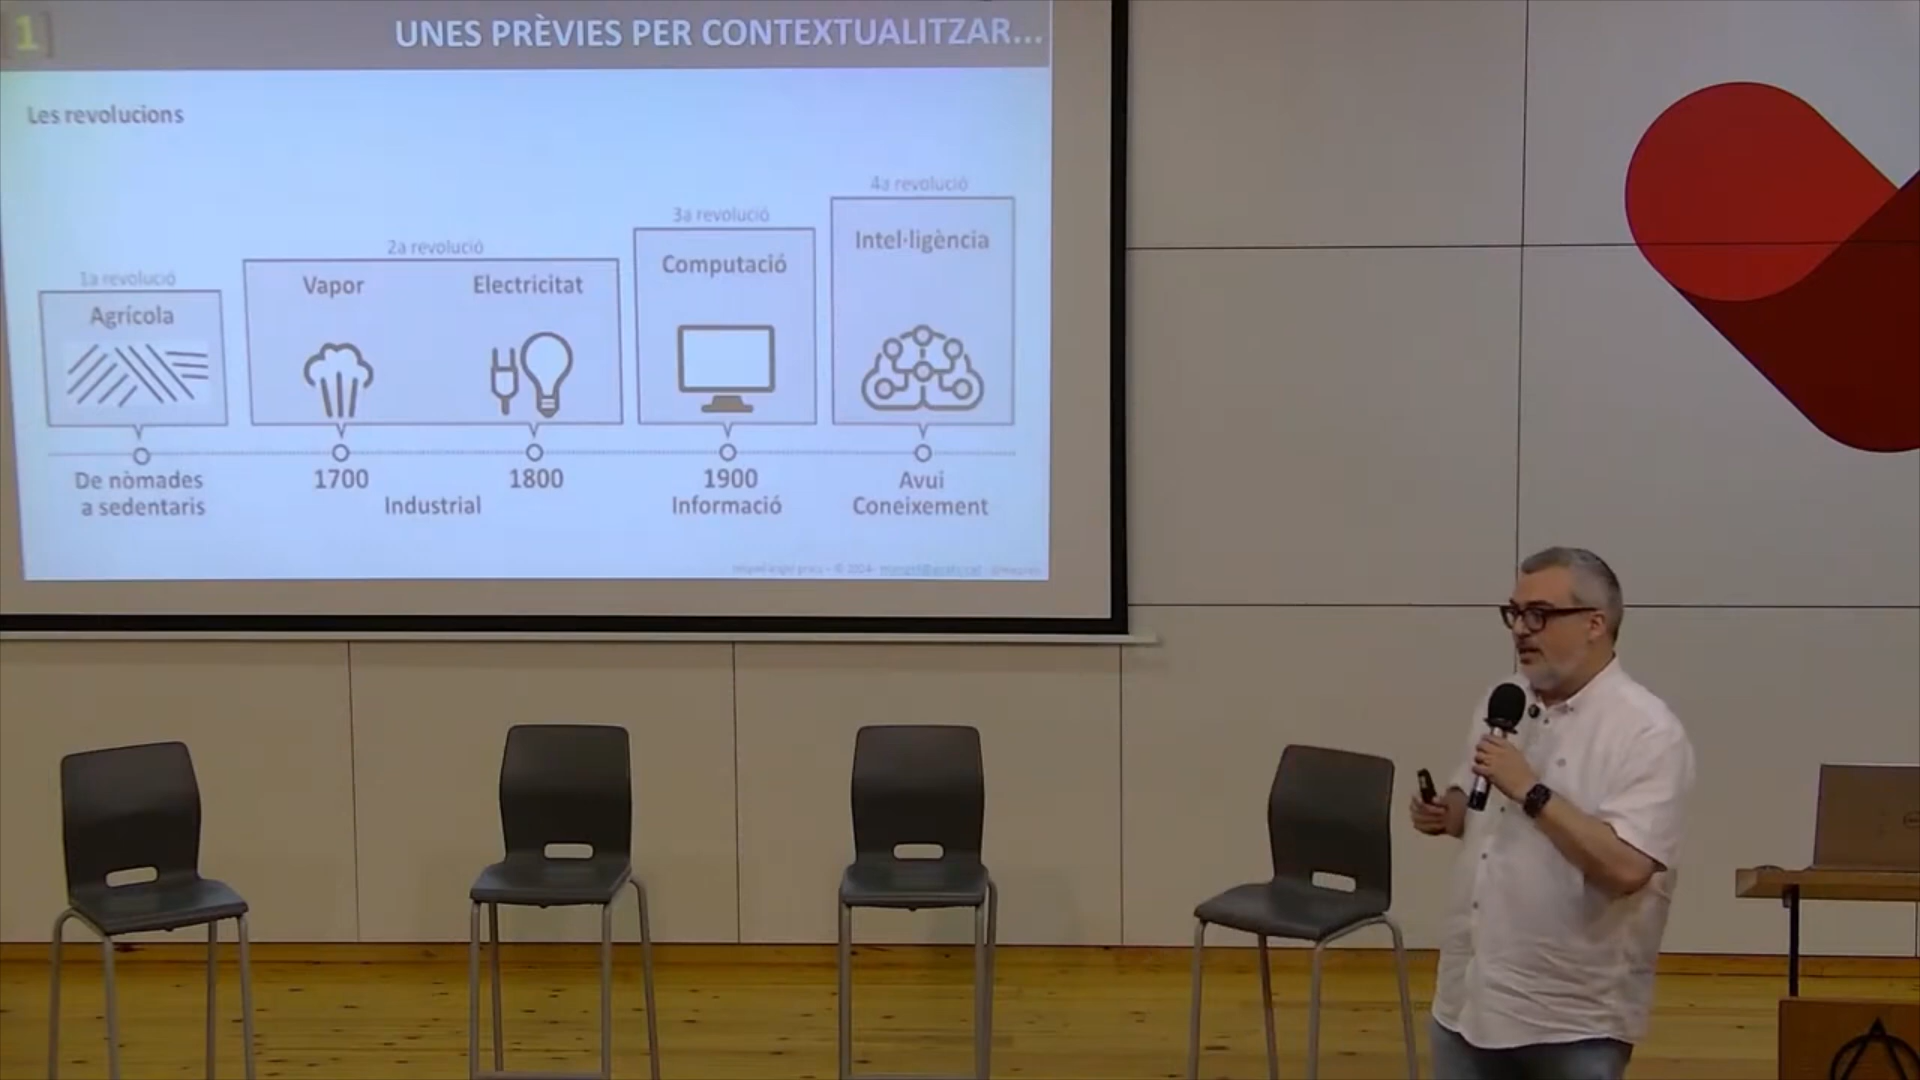 1
UNES PRÈVIES PER CONTEXTUALITZAR...
Les revolucions
1a revolució
Agrícola
De nòmades
a sedentaris
2a revolució
Vapor
Electricitat
1700
1800
Industrial
3a revolució
Computació
1900
Informació
4a revolució
Intel·ligència
Avui
Coneixement